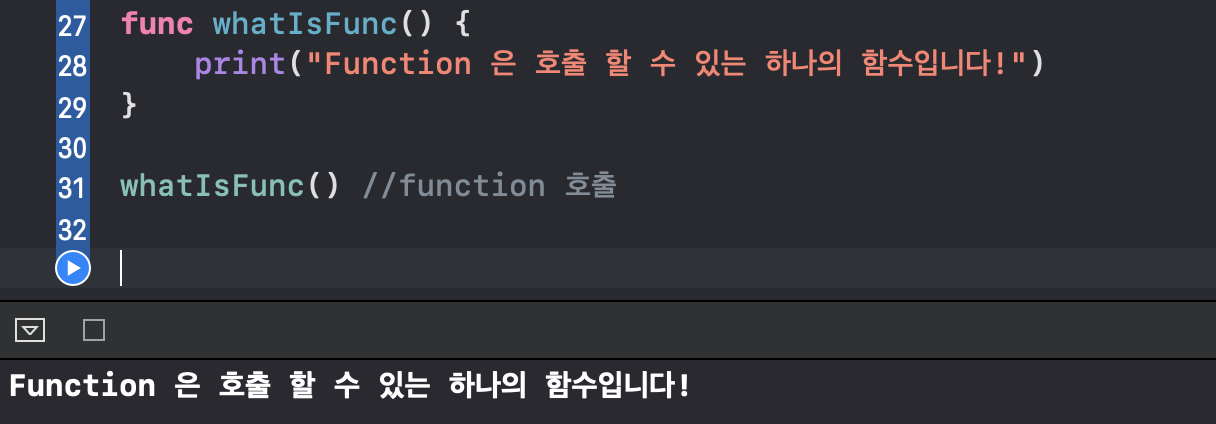 27 func whatIsFunc() {
28     print("Function 은 호출 할 수 있는 하나의 함수입니다!")
29 }
30
31 whatIsFunc() //function 호출
32
Function 은 호출 할 수 있는 하나의 함수입니다!